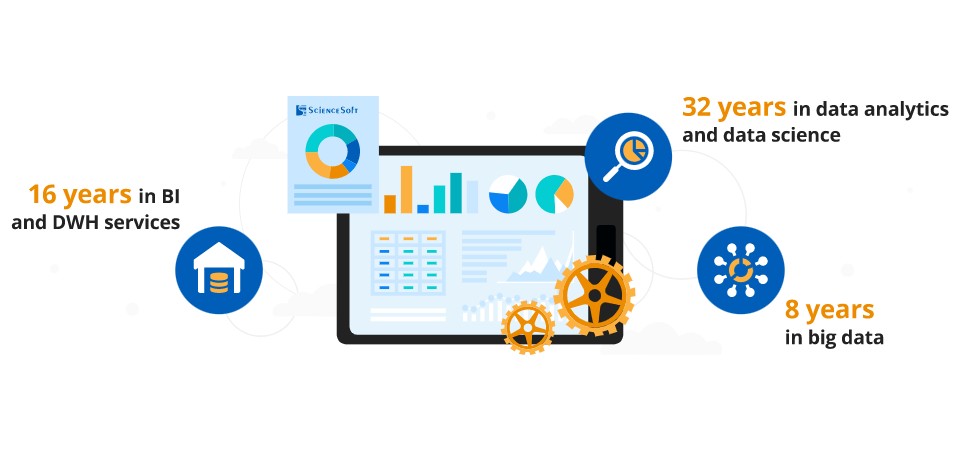 ScienceSoft
32 years in data analytics
and data science
16 years in BI
and DWH services
8 years
in big data